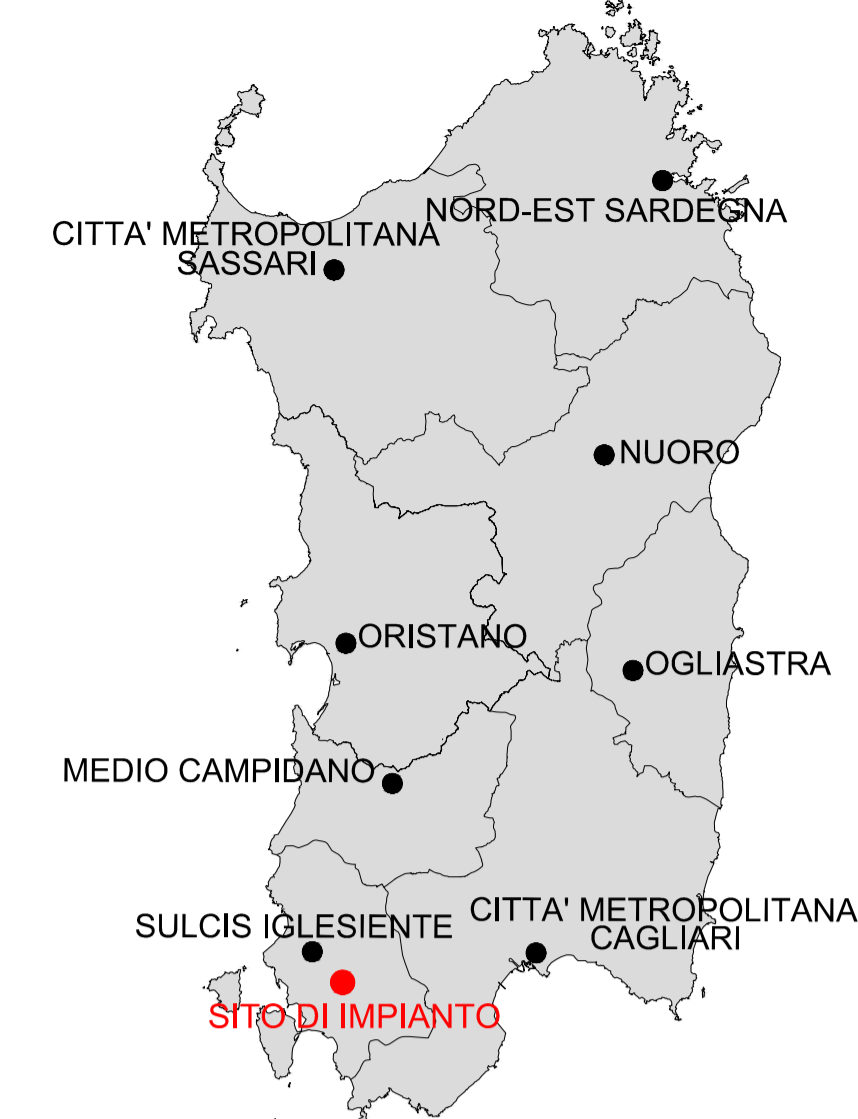 NORD-EST SARDEGNA
CITTA' METROPOLITANA
SASSARI
NUORO
ORISTANO
OGLIASTRA
MEDIO CAMPIDANO
CITTA' METROPOLITANA
CAGLIARI
SULCIS IGLESIENTE
SITO DI IMPIANTO